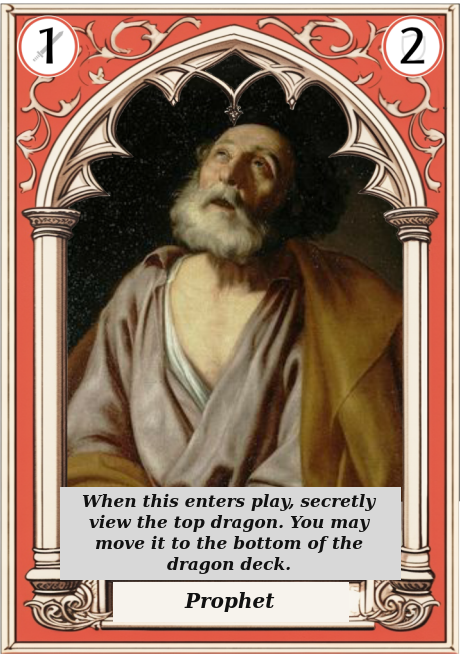 1
2
When this enters play, secretly
view the top dragon. You may
move it to the bottom of the
dragon deck.
Prophet